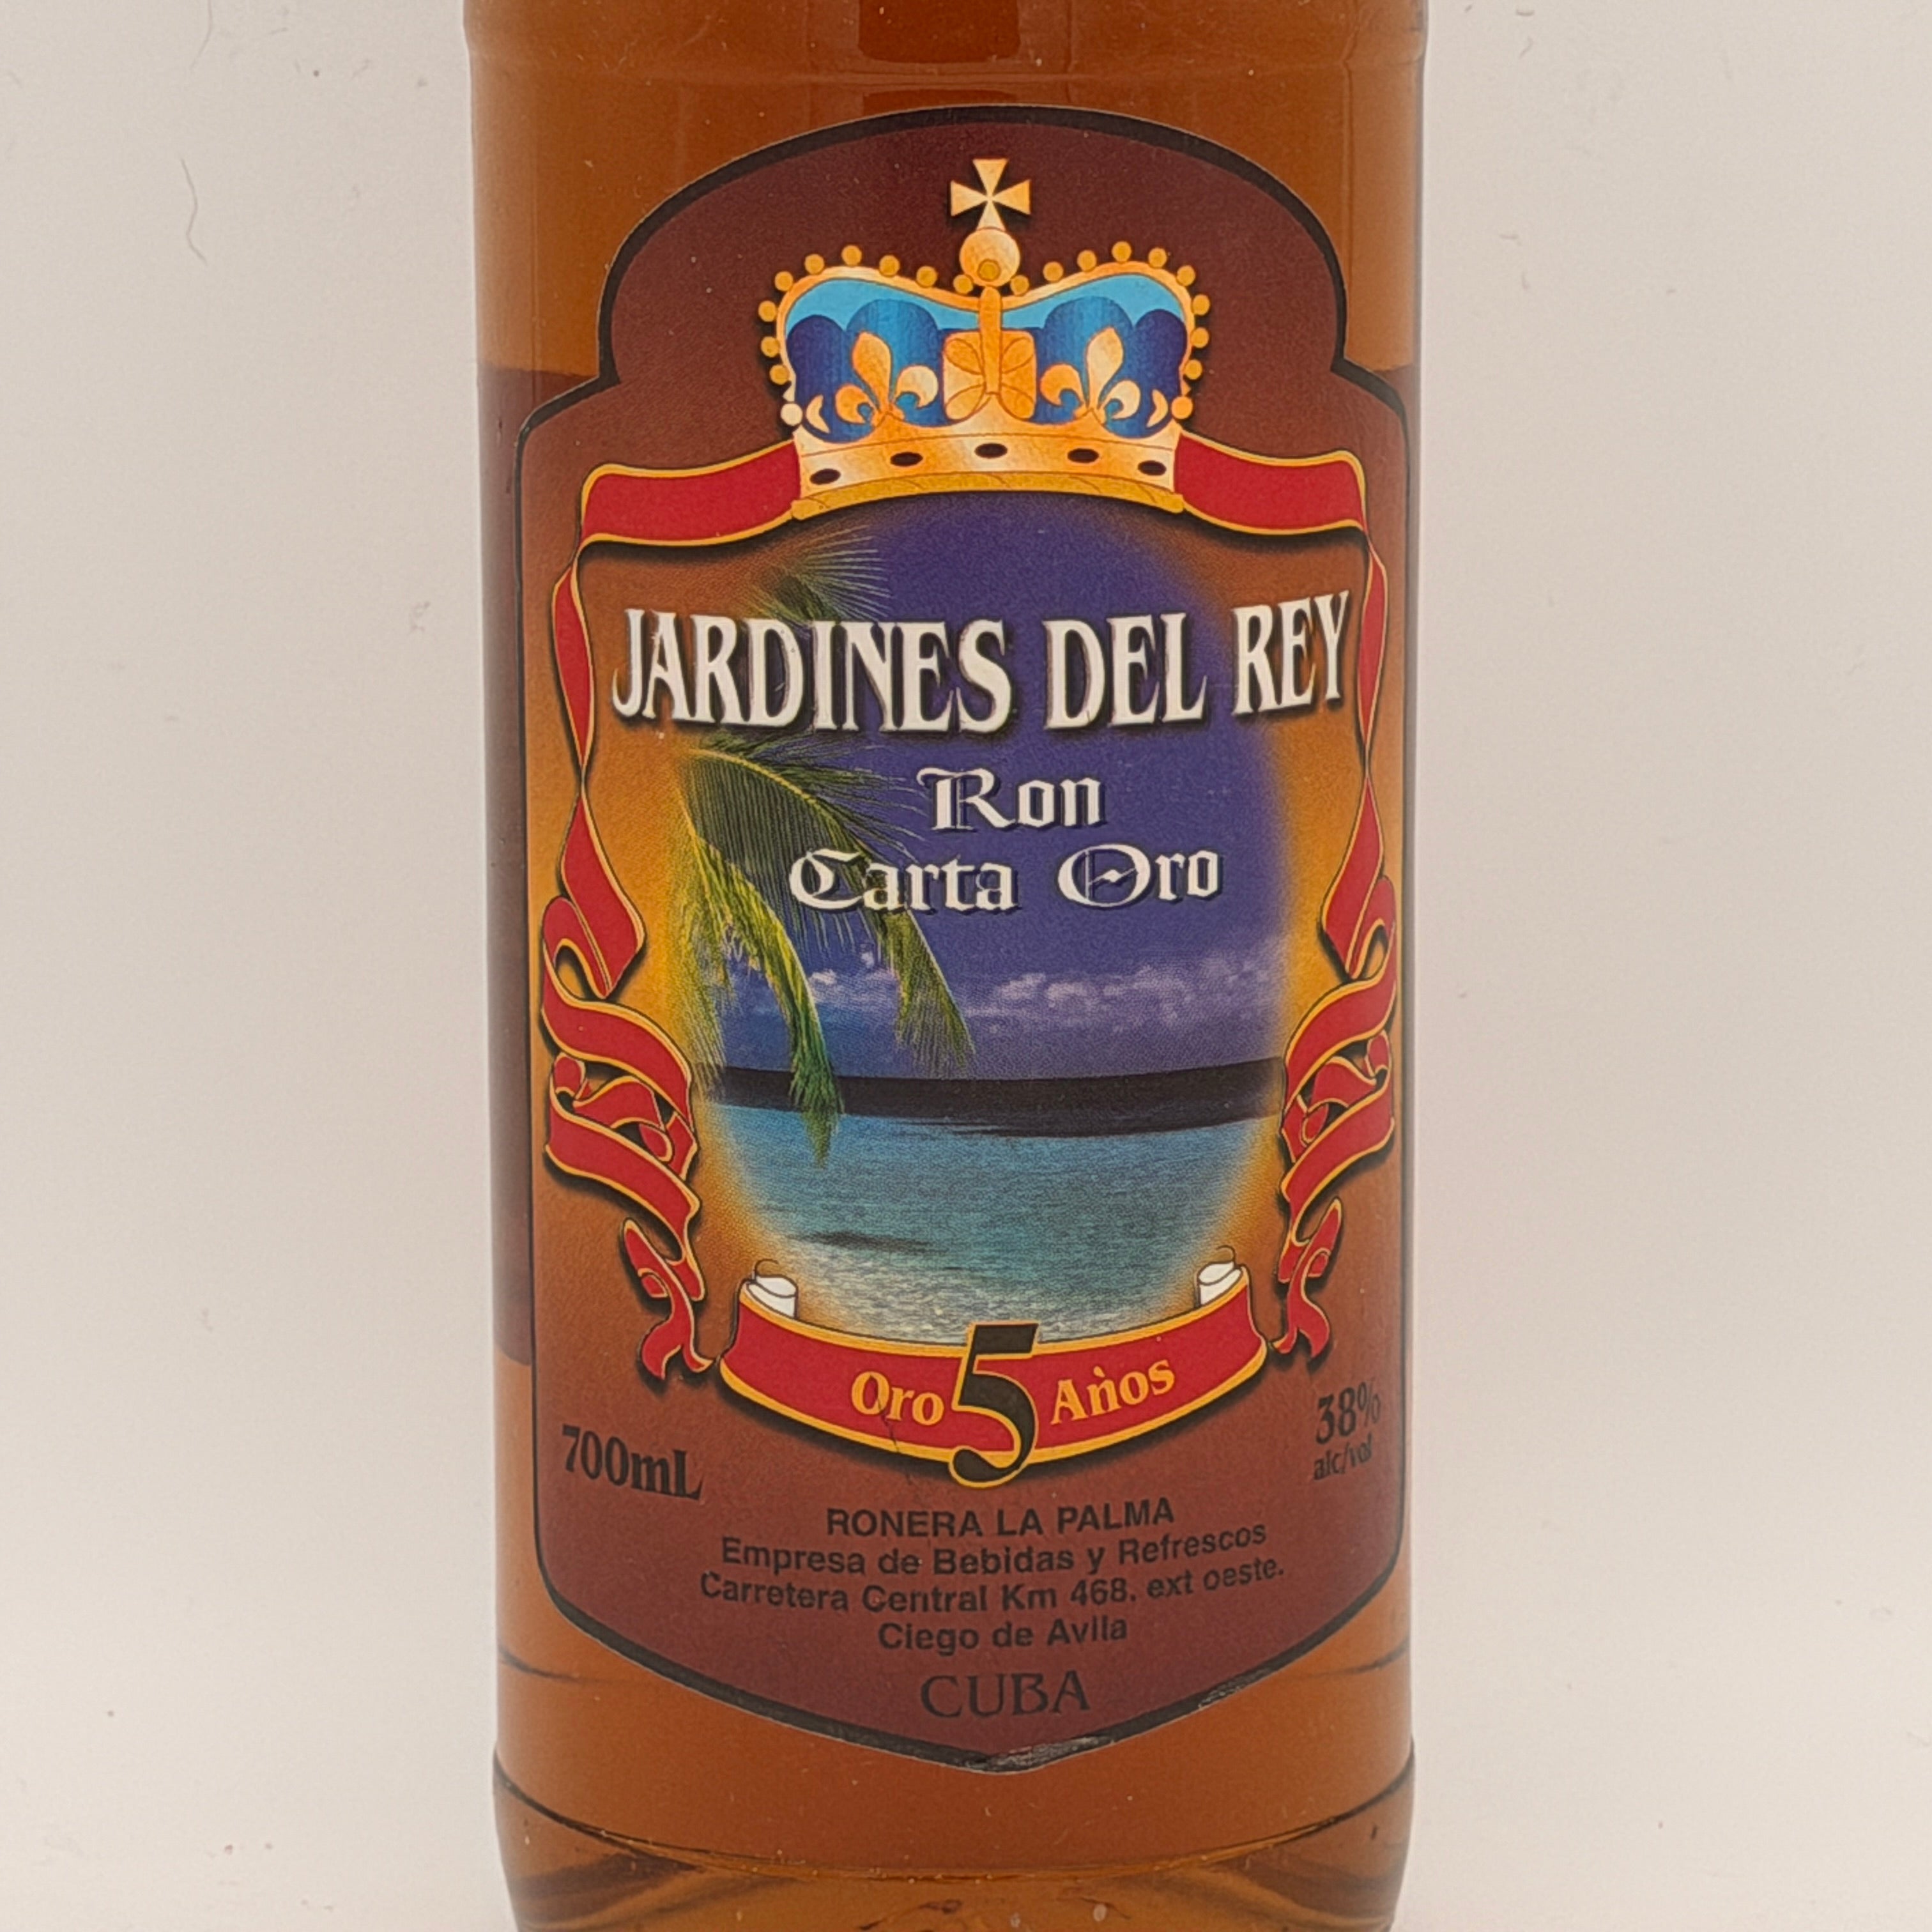 JARDINES DEL REY
Ron
Carta Oro
Oro 5 Años
700mL
38%
alc/vol
RONERA LA PALMA
Empresa de Bebidas y Refrescos
Carretera Central Km 468. ext oeste.
Ciego de Avila
CUBA